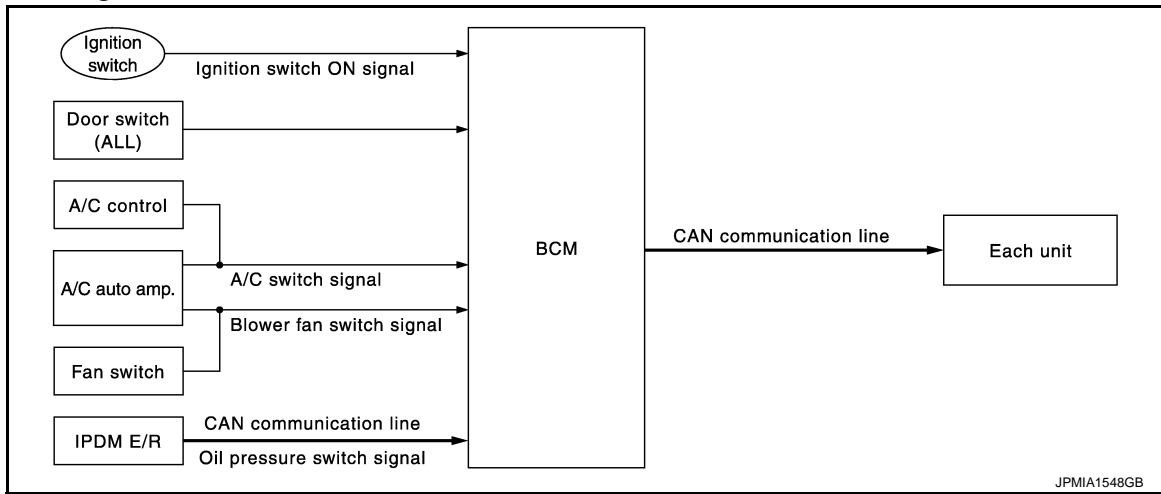 Ignition
switch
Ignition switch ON signal
Door switch
(ALL)
A/C control
A/C auto amp.
A/C switch signal
Blower fan switch signal
Fan switch
IPDM E/R
CAN communication line
Oil pressure switch signal
BCM
CAN communication line
Each unit
JPMIA1548GB